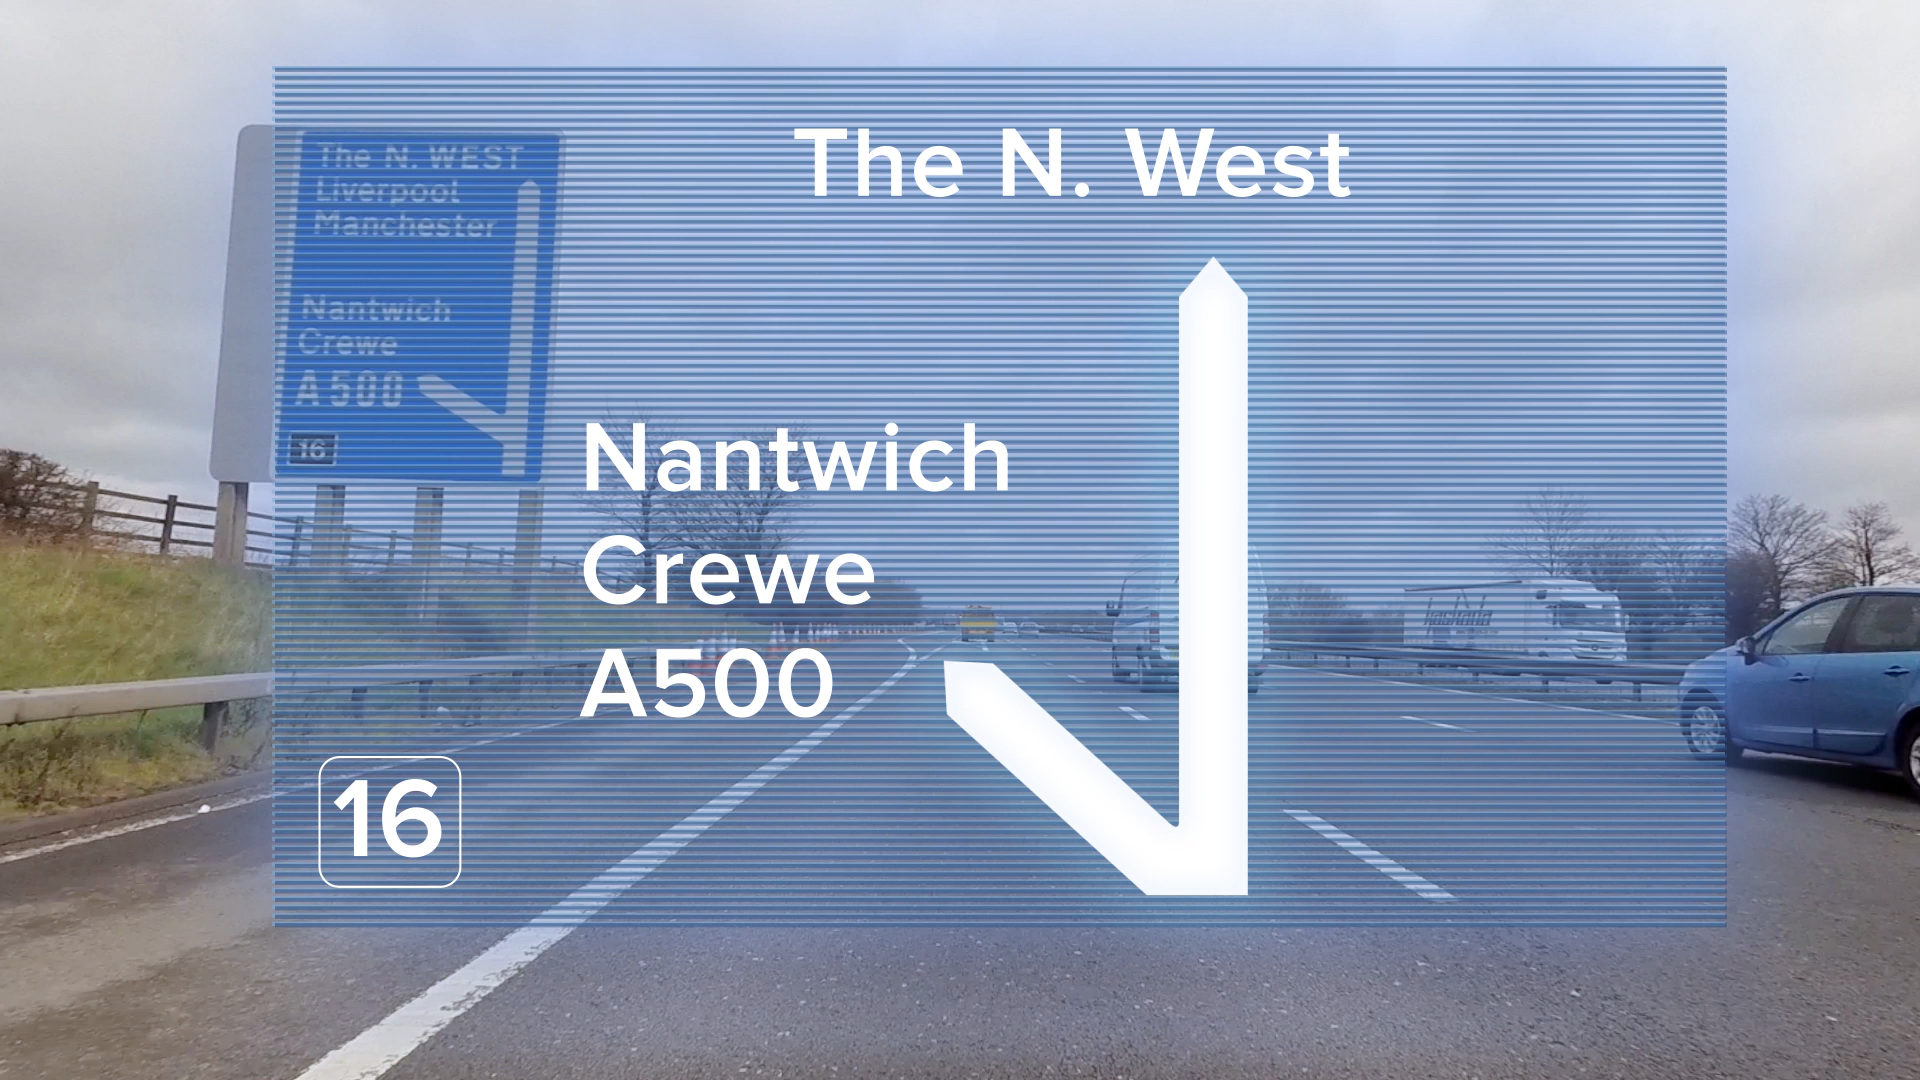 The N. WEST
Liverpool
Manchester
Nantwich
Crewe
A500
16
The N. West
Nantwich
Crewe
A500
16